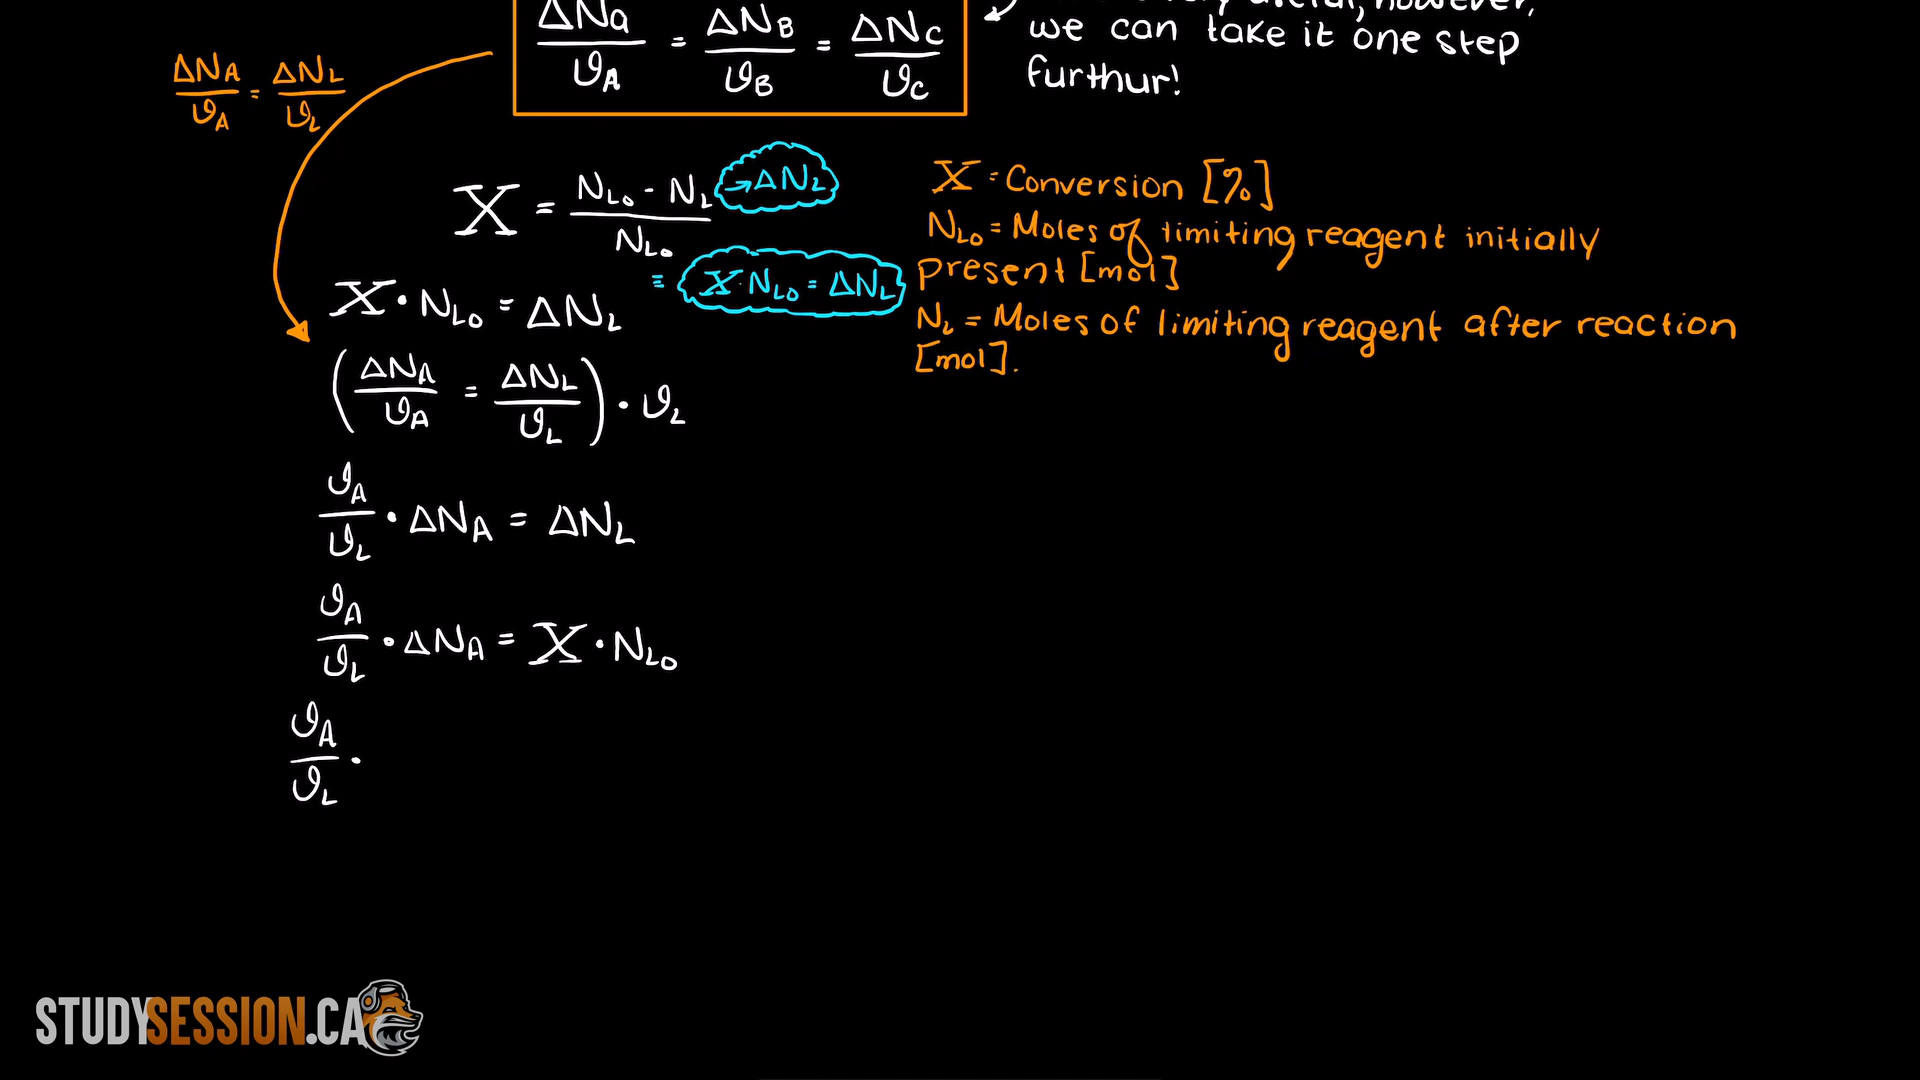 ΔNa/ϑA = ΔNB/ϑB = ΔNC/ϑC
useful, however,
we can take it one step
furthur!
ΔNA/ϑA = ΔNL/ϑL
X = (NLo - NL)/NLo → ΔNL
= X·NLo = ΔNL
X = Conversion [%]
NLo = Moles of limiting reagent initially
present [mol]
NL = Moles of limiting reagent after reaction
[mol].
X · NLo = ΔNL
(ΔNA/ϑA = ΔNL/ϑL) · ϑL
ϑA/ϑL · ΔNA = ΔNL
ϑA/ϑL · ΔNA = X · NLo
ϑA/ϑL ·
STUDYSESSION.CA